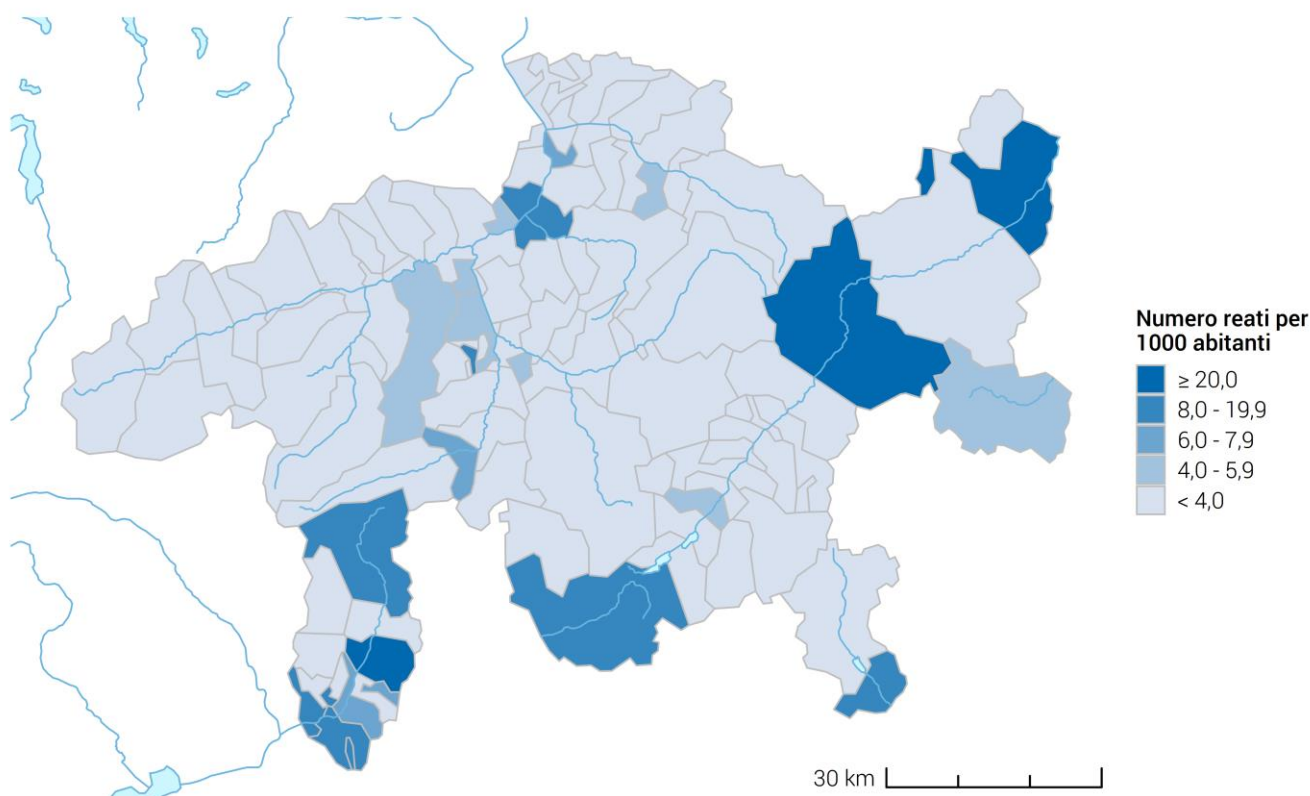 Numero reati per
1000 abitanti
≥ 20,0
8,0 - 19,9
6,0 - 7,9
4,0 - 5,9
< 4,0
30 km